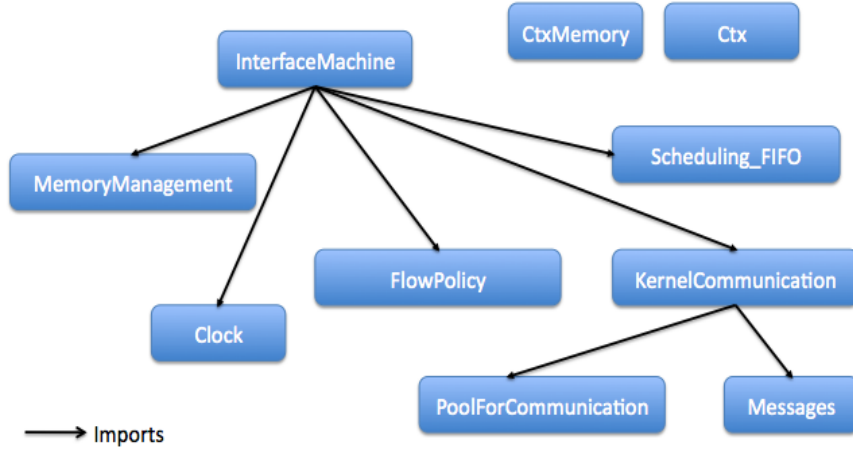 CtxMemory
Ctx
InterfaceMachine
Scheduling_FIFO
MemoryManagement
FlowPolicy
KernelCommunication
Clock
PoolForCommunication
Messages
Imports